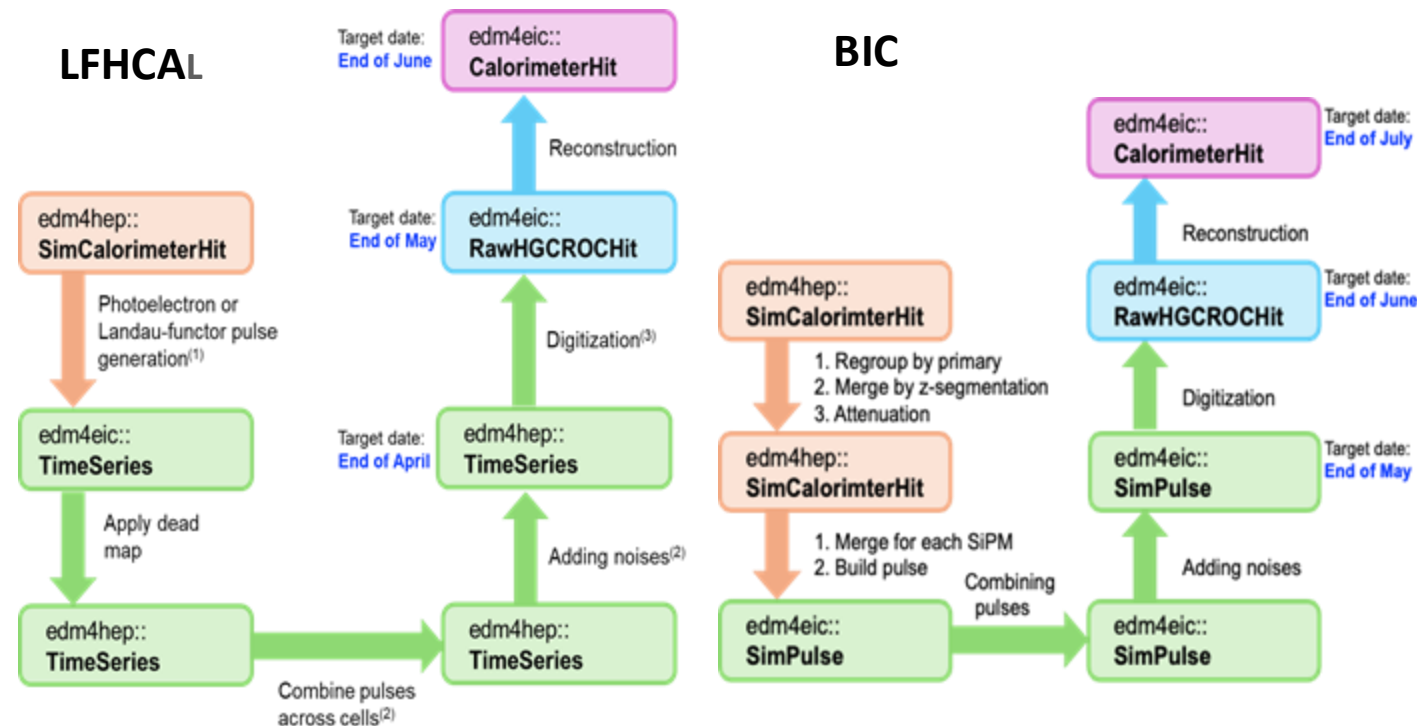 LFHCAL
Target date:
End of June
edm4eic::
CalorimeterHit
Reconstruction
edm4hep::
SimCalorimeterHit
Target date:
End of May
edm4eic::
RawHGCROCHit
Photoelectron or
Landau-functor pulse
generation(1)
Digitization(3)
edm4eic::
TimeSeries
Target date:
End of April
edm4hep::
TimeSeries
Apply dead
map
Adding noises(2)
edm4hep::
TimeSeries
Combine pulses
across cells(2)
edm4hep::
TimeSeries
BIC
edm4eic::
CalorimeterHit
Target date:
End of July
Reconstruction
edm4hep::
SimCalorimterHit
edm4eic::
RawHGCROCHit
Target date:
End of June
1. Regroup by primary
2. Merge by z-segmentation
3. Attenuation
Digitization
edm4hep::
SimCalorimterHit
edm4eic::
SimPulse
Target date:
End of May
1. Merge for each SiPM
2. Build pulse
Combining
pulses
Adding noises
edm4eic::
SimPulse
edm4eic::
SimPulse